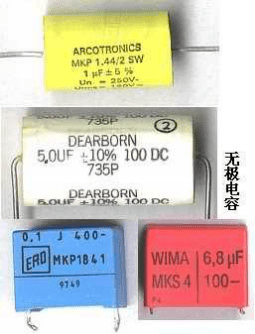 ARCOTRONICS
MKP 1.44/2 SW
1 µF ± 5 %
Un = 250V-
735P
②
DEARBORN
5.0UF ±10% 100 DC
735P
DEARBORN
5.0UF ±10% 100 DC
无极电容
0,1 J 400-
ERO MKP1841
9749
WIMA 6,8 µF
MKS 4 100-